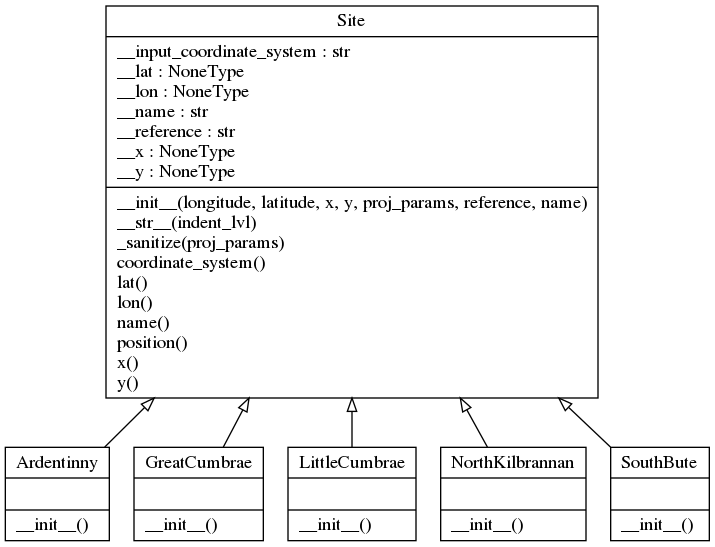 Site
__input_coordinate_system : str
__lat : NoneType
__lon : NoneType
__name : str
__reference : str
__x : NoneType
__y : NoneType
__init__(longitude, latitude, x, y, proj_params, reference, name)
__str__(indent_lvl)
_sanitize(proj_params)
coordinate_system()
lat()
lon()
name()
position()
x()
y()
Ardentinny
__init__()
GreatCumbrae
__init__()
LittleCumbrae
__init__()
NorthKilbrannan
__init__()
SouthBute
__init__()